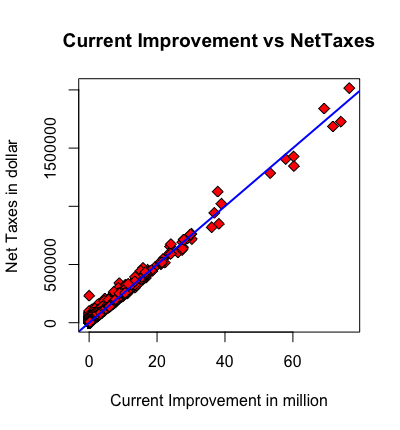 Current Improvement vs NetTaxes
Net Taxes in dollar
1500000
500000
0
0 20 40 60
Current Improvement in million